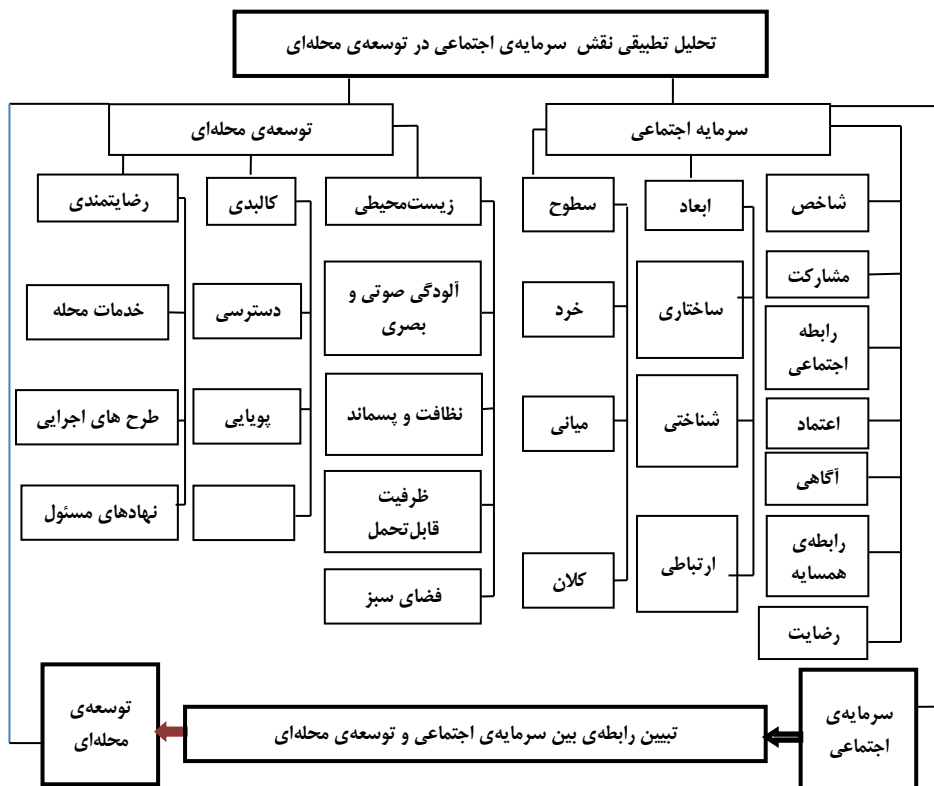 تحلیل تطبیقی نقش سرمایه‌ی اجتماعی در توسعه‌ی محله‌ای
سرمایه اجتماعی
توسعه‌ی محله‌ای
شاخص
ابعاد
سطوح
زیست‌محیطی
کالبدی
رضایتمندی
مشارکت
رابطه
اجتماعی
اعتماد
آگاهی
رابطه‌ی
همسایه
رضایت
ساختاری
شناختی
ارتباطی
خرد
میانی
کلان
آلودگی صوتی و
بصری
نظافت و پسماند
ظرفیت
قابل‌تحمل
فضای سبز
دسترسی
پویایی
خدمات محله
طرح های اجرایی
نهادهای مسئول
سرمایه‌ی
اجتماعی
تبیین رابطه‌ی بین سرمایه‌ی اجتماعی و توسعه‌ی محله‌ای
توسعه‌ی
محله‌ای